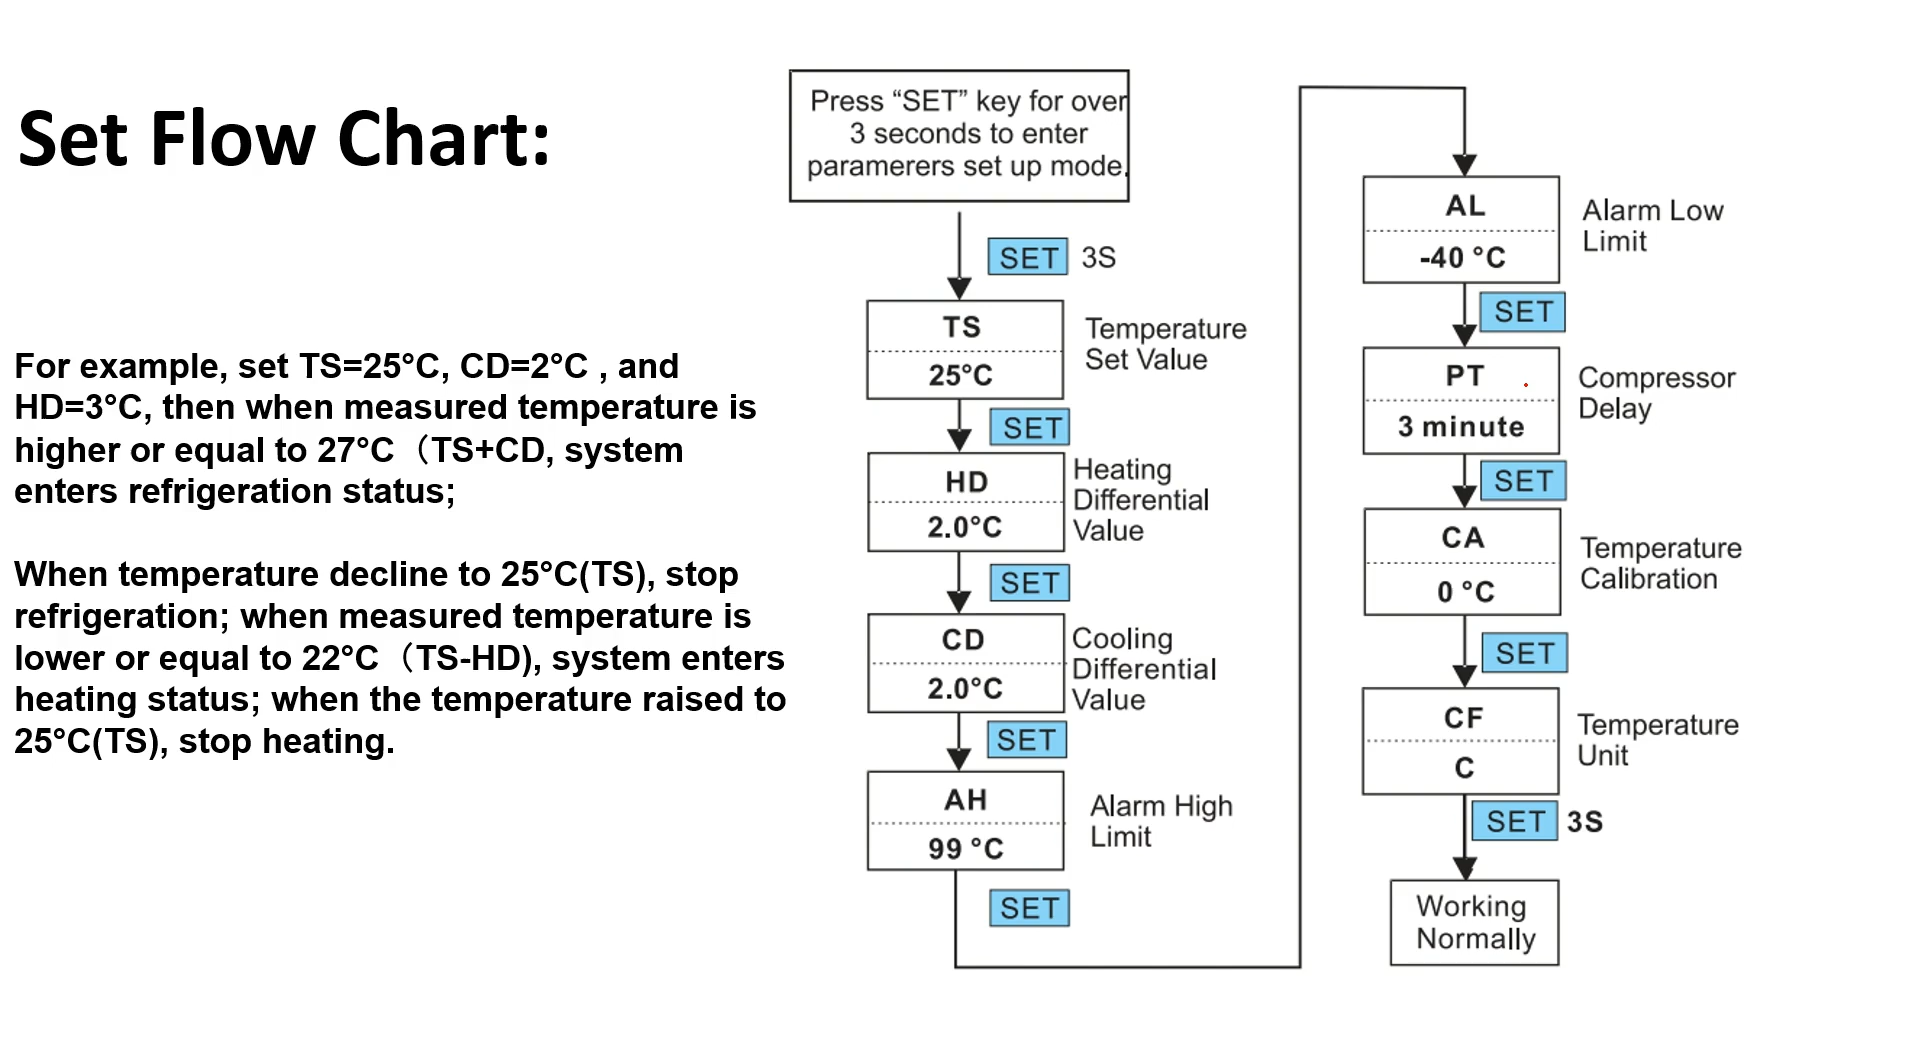 Set Flow Chart:
For example, set TS=25°C, CD=2°C , and
HD=3°C, then when measured temperature is
higher or equal to 27°C（TS+CD, system
enters refrigeration status;
When temperature decline to 25°C(TS), stop
refrigeration; when measured temperature is
lower or equal to 22°C（TS-HD), system enters
heating status; when the temperature raised to
25°C(TS), stop heating.
Press “SET” key for over
3 seconds to enter
paramerers set up mode.
SET 3S
TS
25°C
Temperature
Set Value
SET
HD
2.0°C
Heating
Differential
Value
SET
CD
2.0°C
Cooling
Differential
Value
SET
AH
99 °C
Alarm High
Limit
SET
AL
-40 °C
Alarm Low
Limit
SET
PT
3 minute
Compressor
Delay
SET
CA
0 °C
Temperature
Calibration
SET
CF
C
Temperature
Unit
SET 3S
Working
Normally